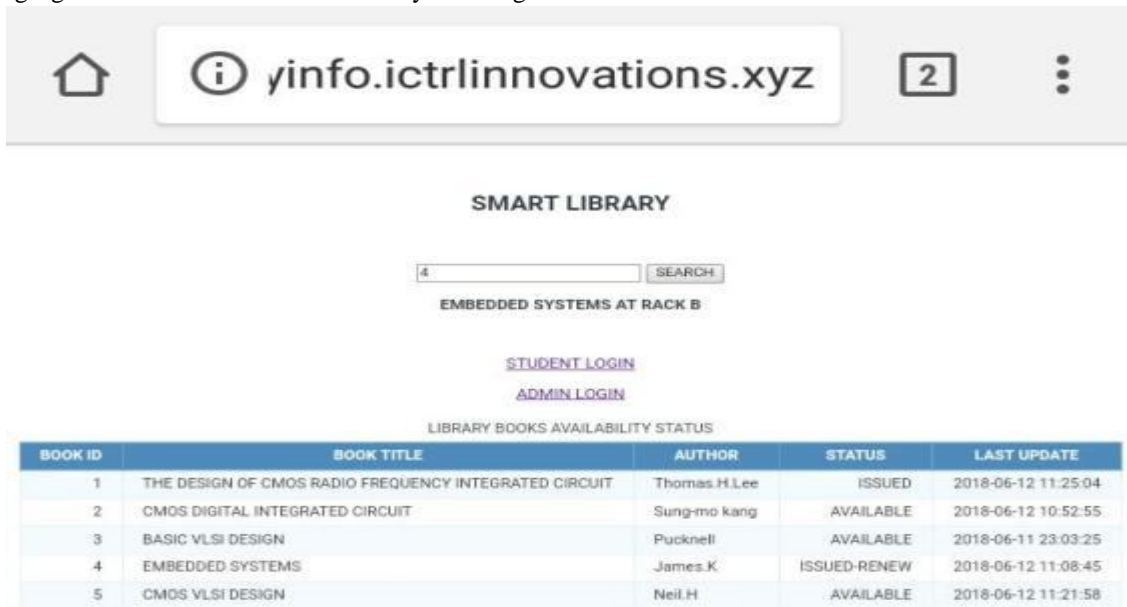 yinfo.ictrlinnovations.xyz 2
SMART LIBRARY
4 SEARCH
EMBEDDED SYSTEMS AT RACK B
STUDENT LOGIN
ADMIN LOGIN
LIBRARY BOOKS AVAILABILITY STATUS
BOOK ID BOOK TITLE AUTHOR STATUS LAST UPDATE
1 THE DESIGN OF CMOS RADIO FREQUENCY INTEGRATED CIRCUIT Thomas.H.Lee ISSUED 2018-06-12 11:25:04
2 CMOS DIGITAL INTEGRATED CIRCUIT Sung-mo kang AVAILABLE 2018-06-12 10:52:55
3 BASIC VLSI DESIGN Pucknell AVAILABLE 2018-06-11 23:03:25
4 EMBEDDED SYSTEMS James.K ISSUED-RENEW 2018-06-12 11:08:45
5 CMOS VLSI DESIGN Neil.H AVAILABLE 2018-06-12 11:21:58